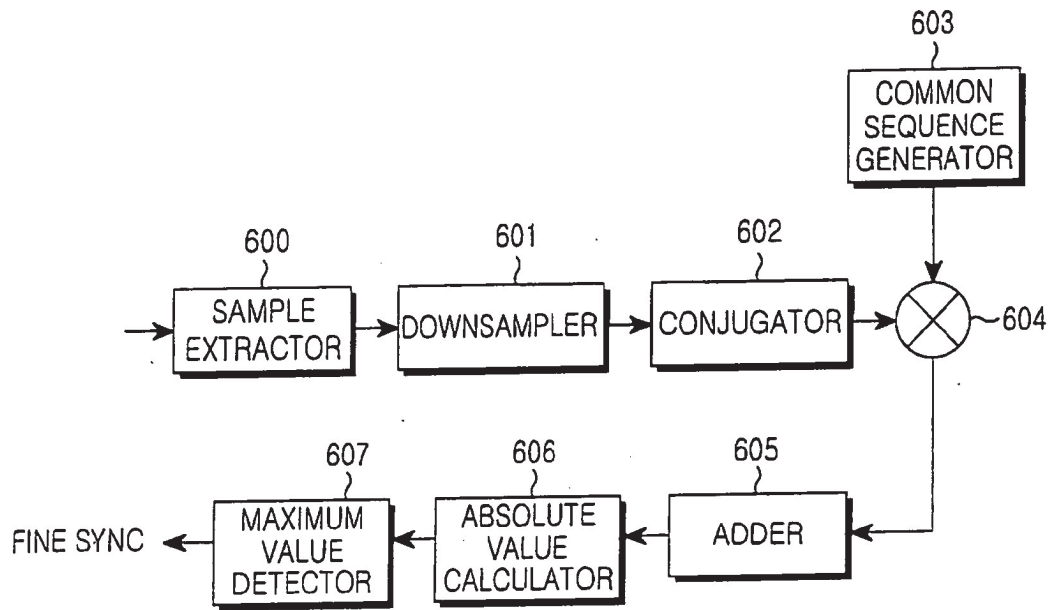 603
COMMON
SEQUENCE
GENERATOR
600
601
602
SAMPLE
EXTRACTOR
DOWNSAMPLER
CONJUGATOR
604
607
606
605
FINE SYNC
MAXIMUM
VALUE
DETECTOR
ABSOLUTE
VALUE
CALCULATOR
ADDER